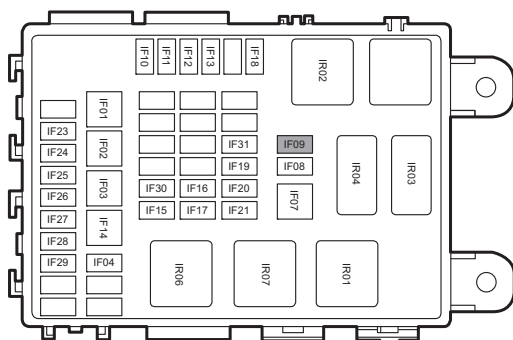 IF10 IF11 IF12 IF13 IF18
IR02
IF01
IF23
IF24
IF02
IF31
IF09
IF19
IF08
IR04
IR03
IF25
IF26
IF03
IF30 IF16 IF20
IF07
IF15 IF17 IF21
IF27
IF28
IF14
IF29
IF04
IR06
IR07
IR01